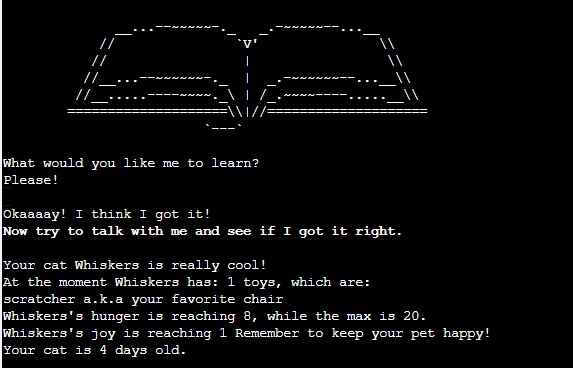 What would you like me to learn?
Please!
Okaaaay! I think I got it!
Now try to talk with me and see if I got it right.
Your cat Whiskers is really cool!
At the moment Whiskers has: 1 toys, which are:
scratcher a.k.a your favorite chair
Whiskers's hunger is reaching 8, while the max is 20.
Whiskers's joy is reaching 1 Remember to keep your pet happy!
Your cat is 4 days old.